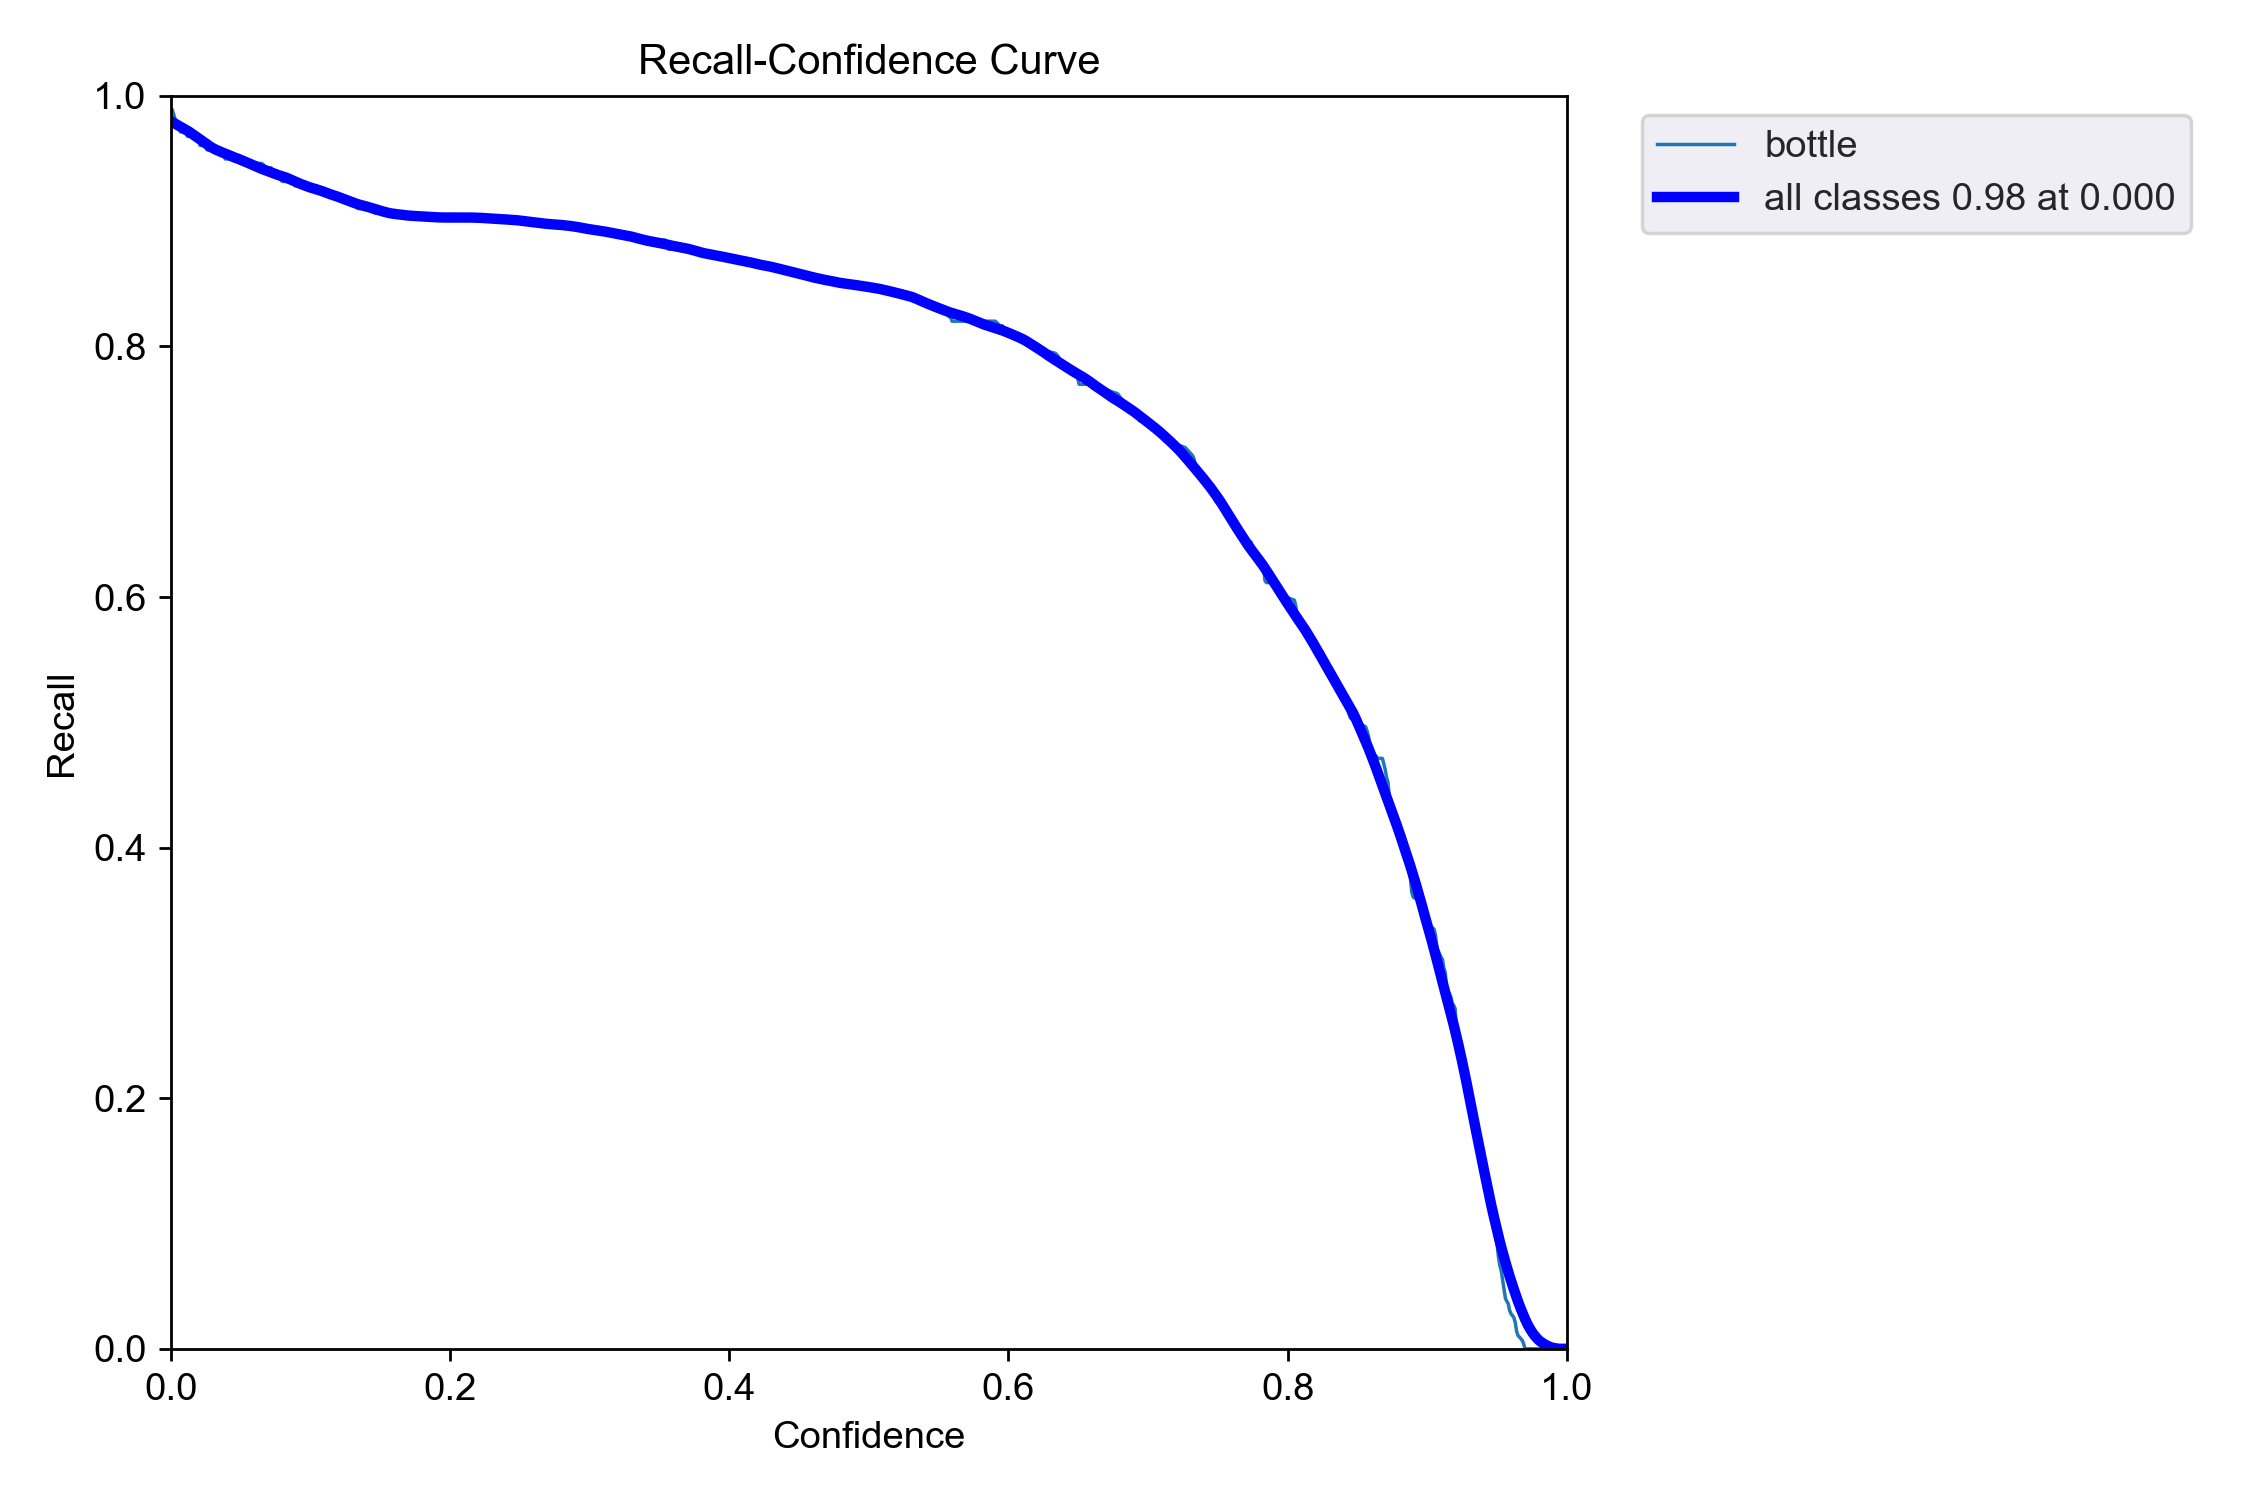 Recall-Confidence Curve
1.0
0.8
0.6
0.4
0.2
0.0
Recall
0.0 0.2 0.4 0.6 0.8 1.0
Confidence
bottle
all classes 0.98 at 0.000